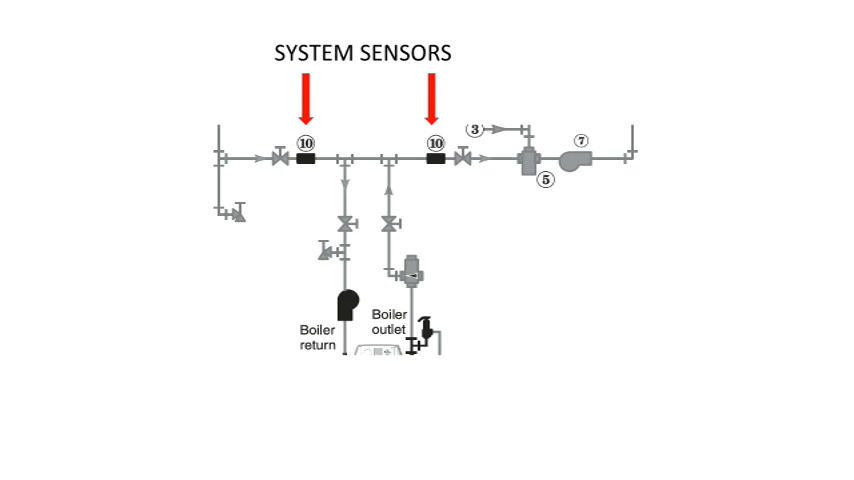 SYSTEM SENSORS
3
10
10
7
5
Boiler
return
Boiler
outlet